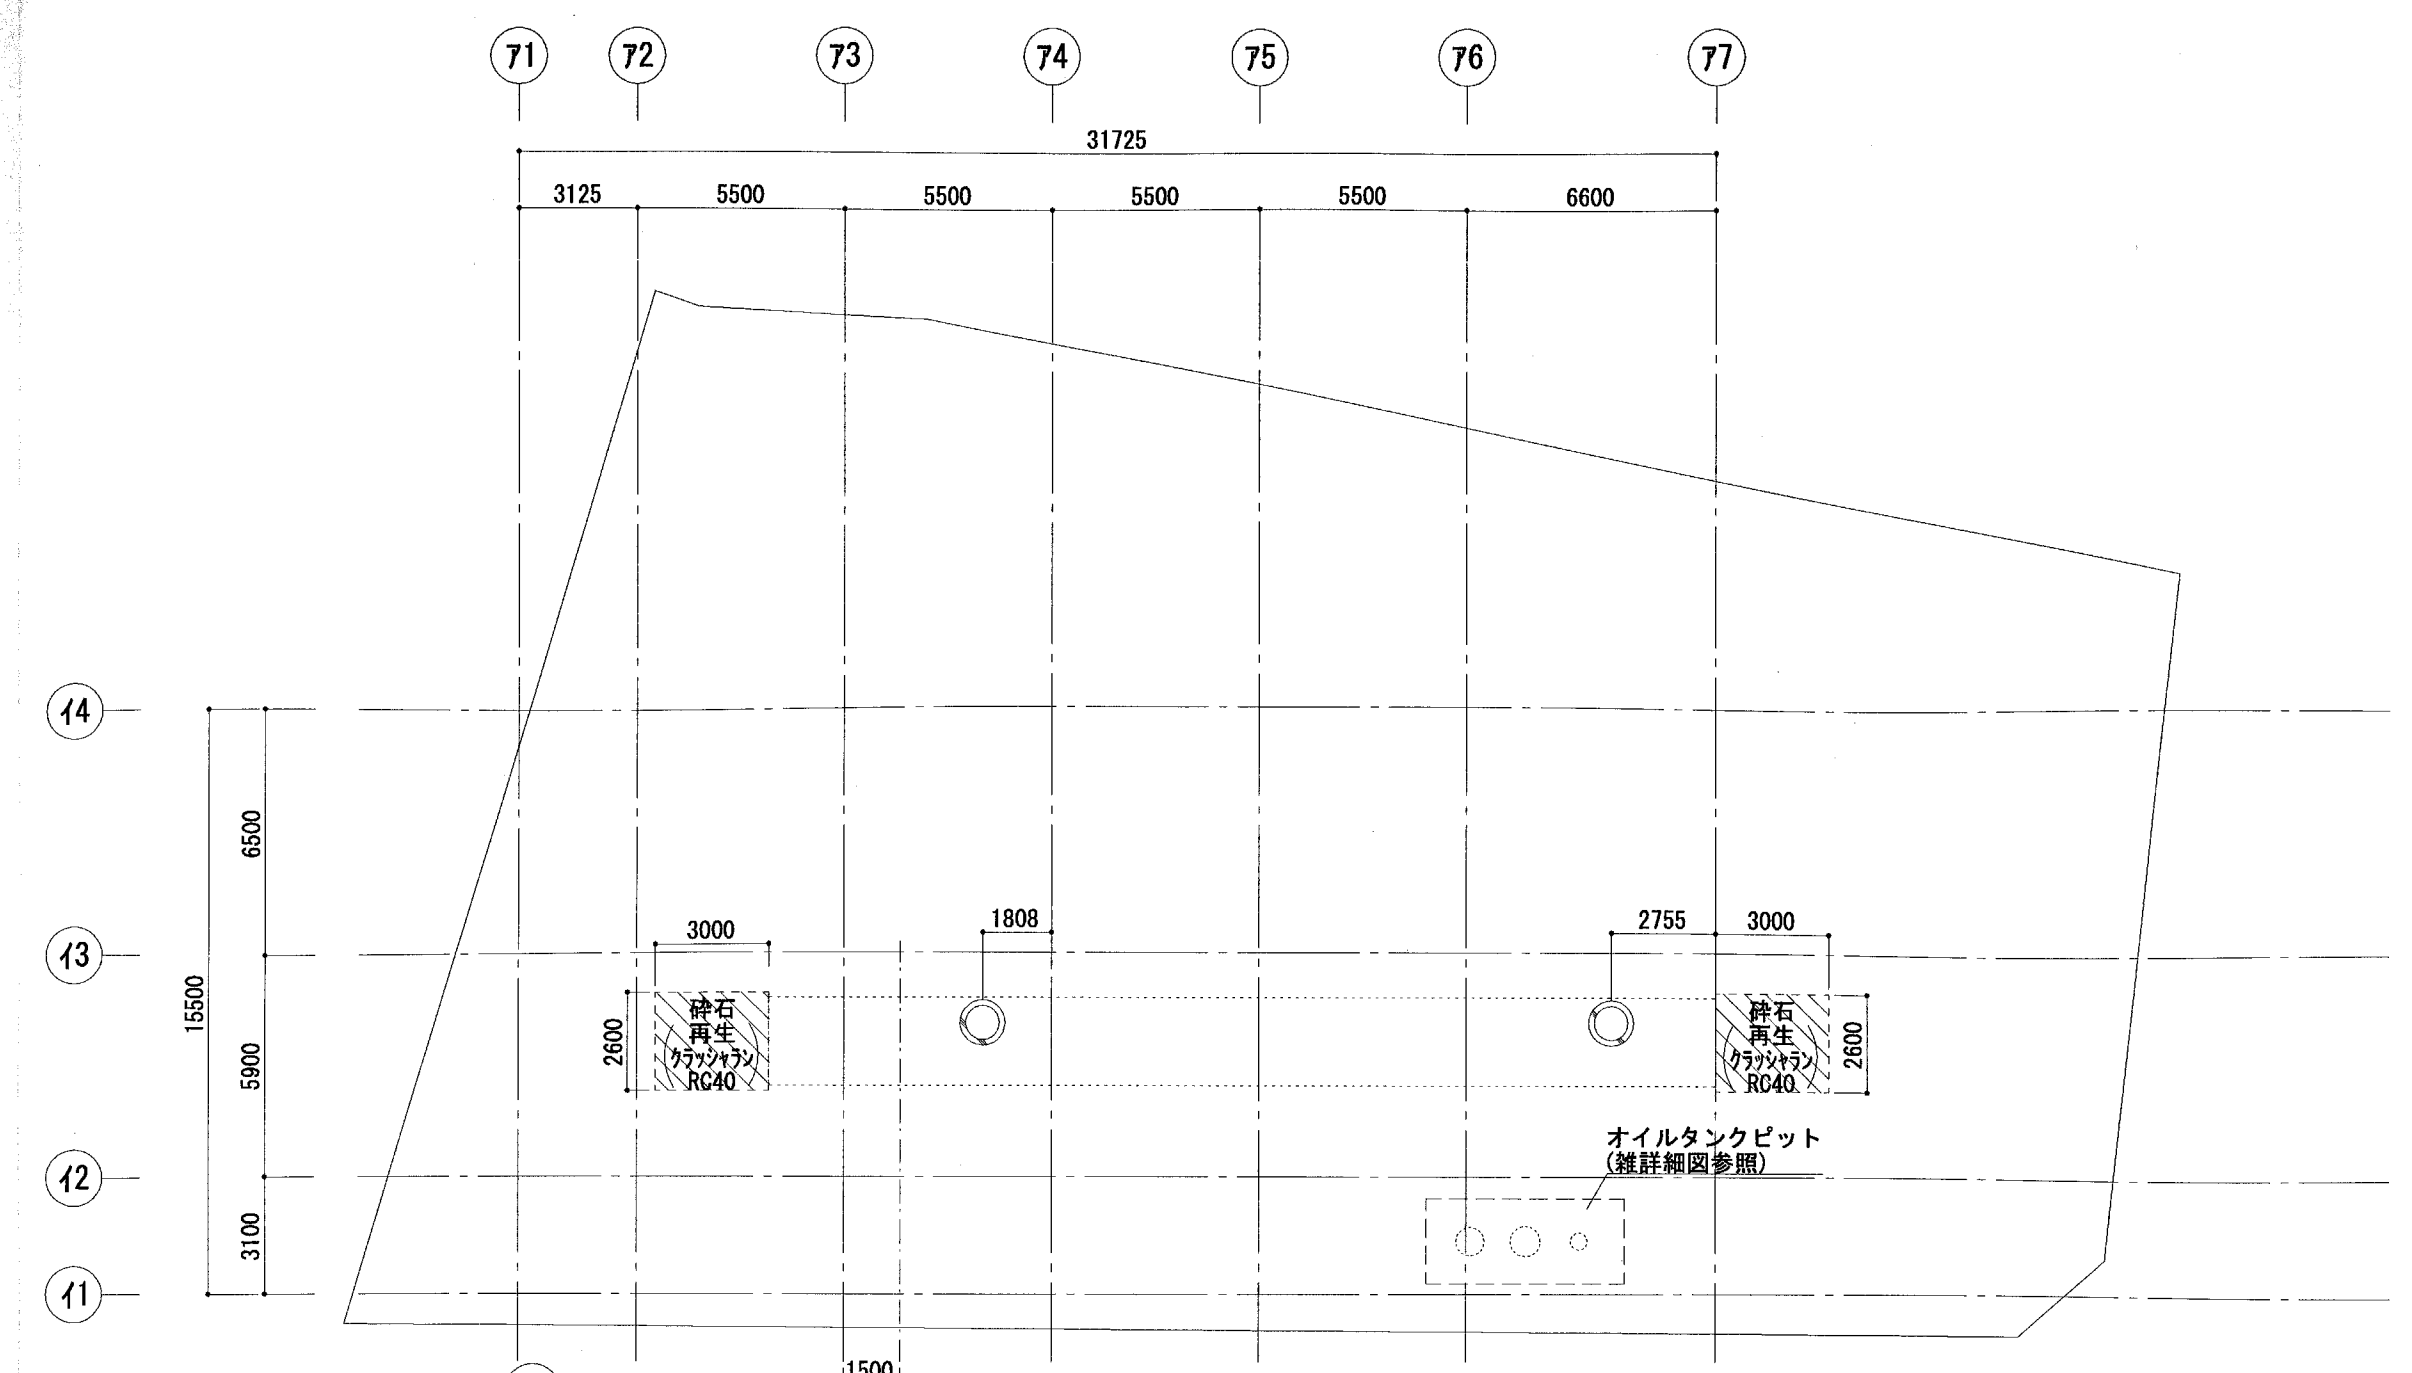 ア1 ア2 ア3 ア4 ア5 ア6 ア7
31725
3125 5500 5500 5500 5500 6600
イ4
6500
イ3
15500
5900
イ2
3100
イ1
3000
1808
2755 3000
2600
砕石
再生
クラッシャラン
RC40
砕石
再生
クラッシャラン
RC40
2600
オイルタンクピット
(雑詳細図参照)
1500